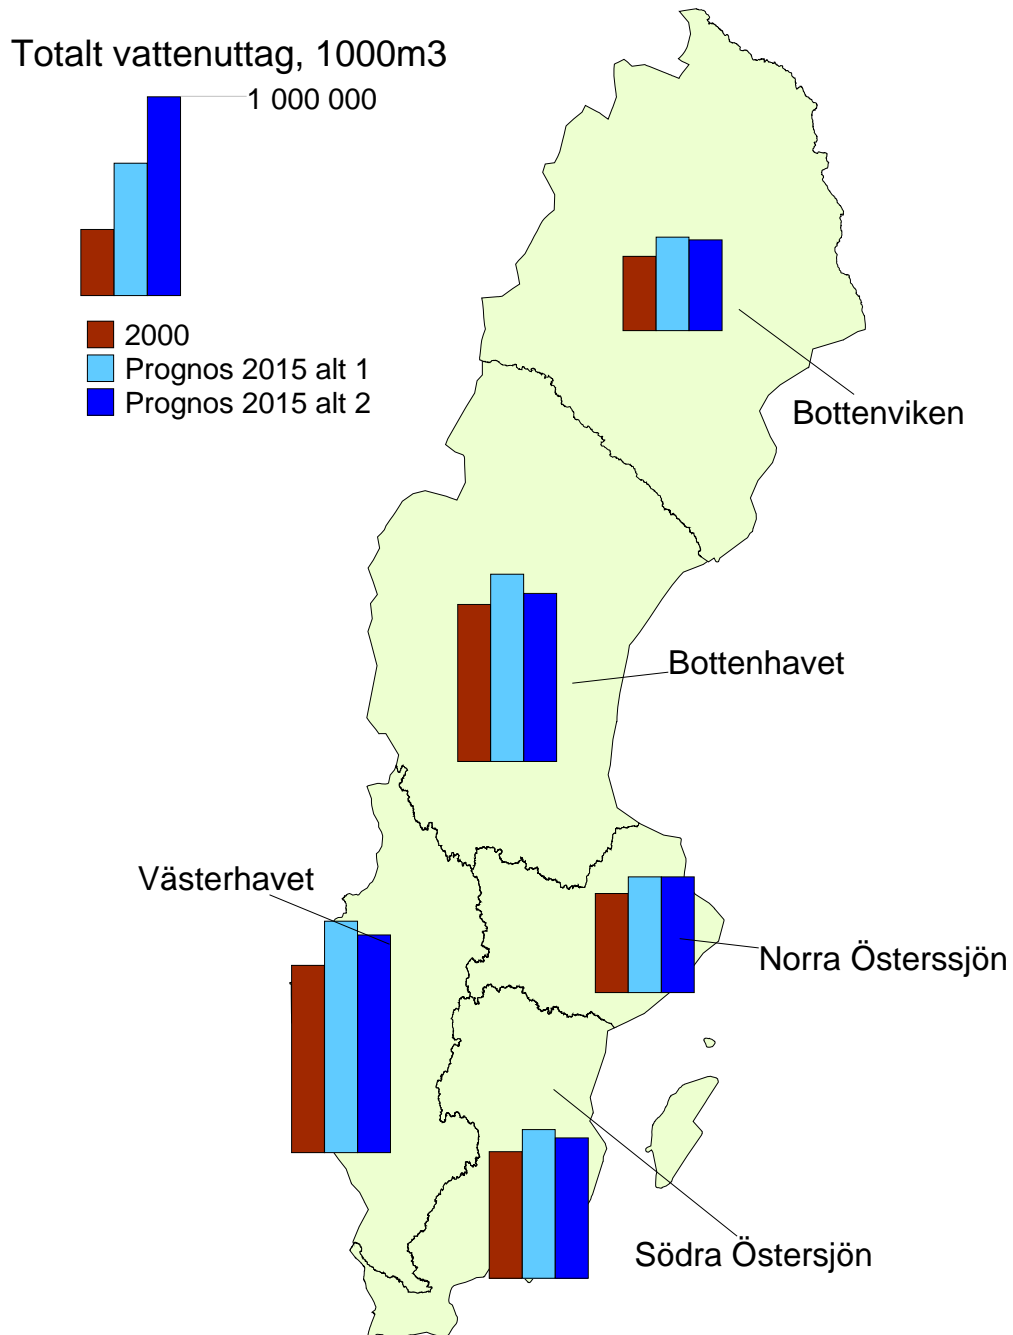 Totalt vattenuttag, 1000m3
1 000 000
2000
Prognos 2015 alt 1
Prognos 2015 alt 2
Bottenviken
Bottenhavet
Västerhavet
Norra Österssjön
Södra Östersjön